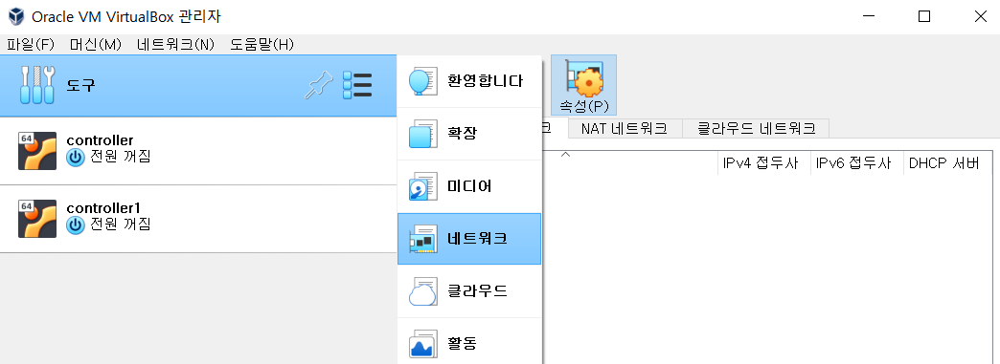 Oracle VM VirtualBox 관리자
파일(F) 머신(M) 네트워크(N) 도움말(H)
도구
64
controller
전원 꺼짐
64
controller1
전원 꺼짐
환영합니다
확장
미디어
네트워크
클라우드
활동
속성(P)
크 NAT 네트워크 클라우드 네트워크
IPv4 접두사 IPv6 접두사 DHCP 서버